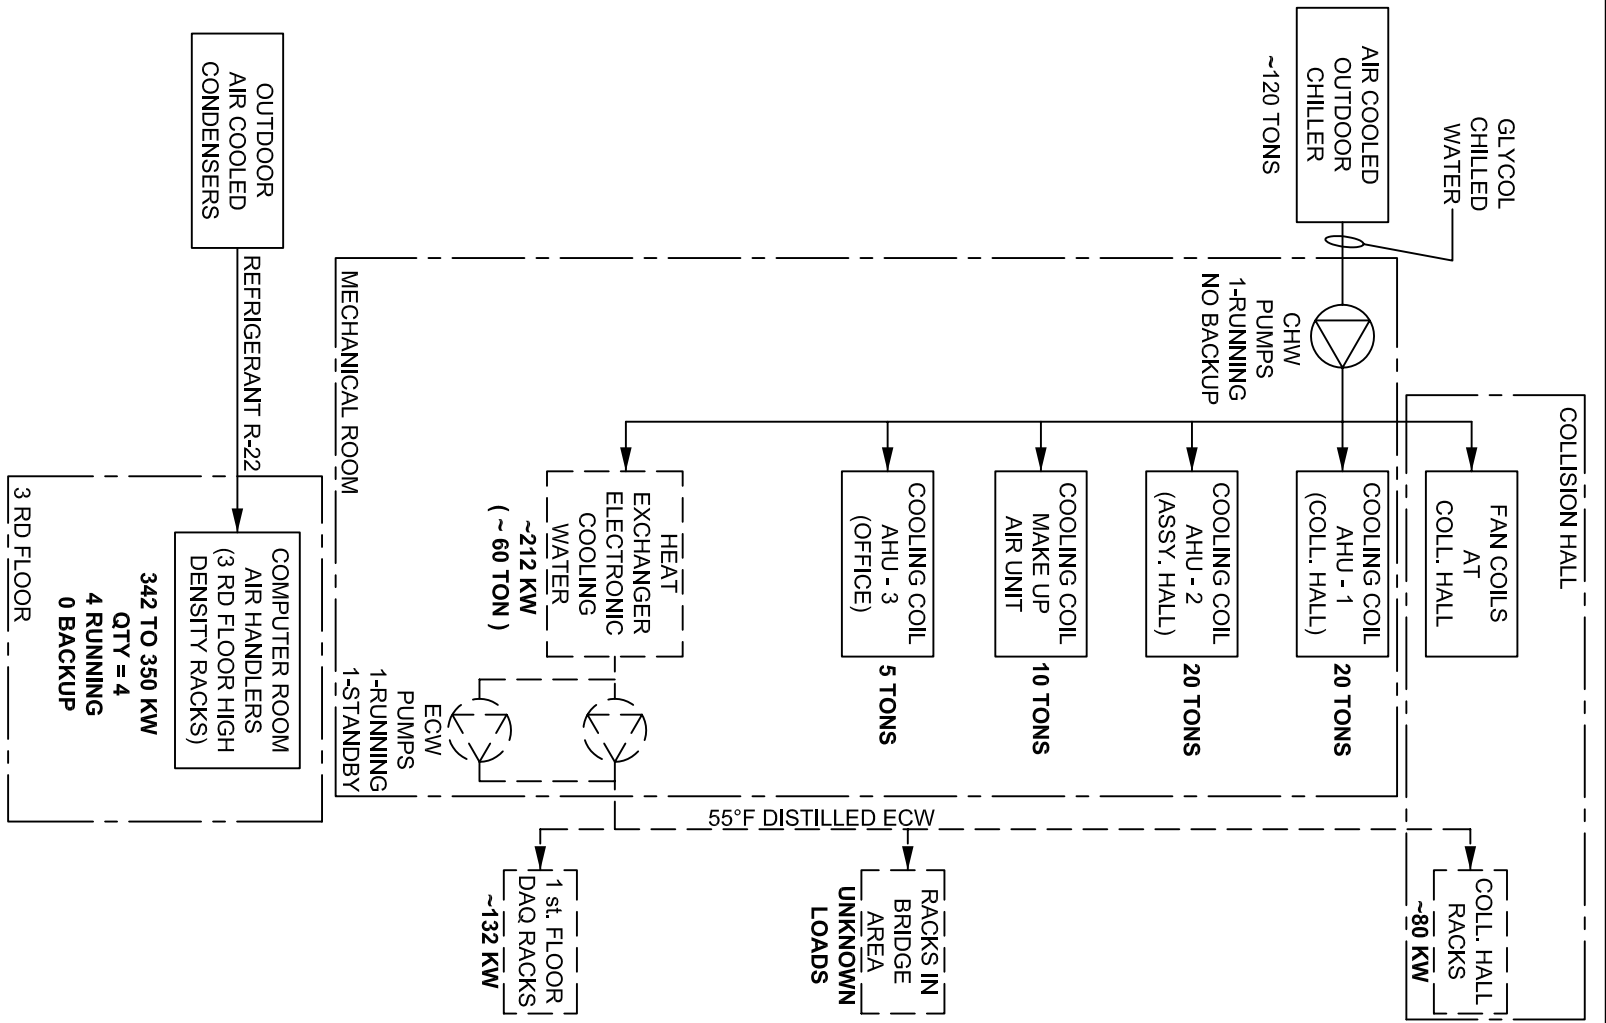 GLYCOL
CHILLED
WATER
AIR COOLED
OUTDOOR
CHILLER
~120 TONS
OUTDOOR
AIR COOLED
CONDENSERS
REFRIGERANT R-22
MECHANICAL ROOM
CHW
PUMPS
1-RUNNING
NO BACKUP
COLLISION HALL
FAN COILS
AT
COLL. HALL
COOLING COIL
AHU - 1
(COLL. HALL)
20 TONS
COOLING COIL
AHU - 2
(ASSY. HALL)
20 TONS
COOLING COIL
MAKE UP
AIR UNIT
10 TONS
COOLING COIL
AHU - 3
(OFFICE)
5 TONS
HEAT
EXCHANGER
ELECTRONIC
COOLING
WATER
~212 KW
( ~ 60 TON )
ECW
PUMPS
1-RUNNING
1-STANDBY
3 RD FLOOR
COMPUTER ROOM
AIR HANDLERS
(3 RD FLOOR HIGH
DENSITY RACKS)
342 TO 350 KW
QTY = 4
4 RUNNING
0 BACKUP
55°F DISTILLED ECW
COLL. HALL
RACKS
~80 KW
RACKS IN
BRIDGE
AREA
UNKNOWN
LOADS
1 st. FLOOR
DAQ RACKS
~132 KW